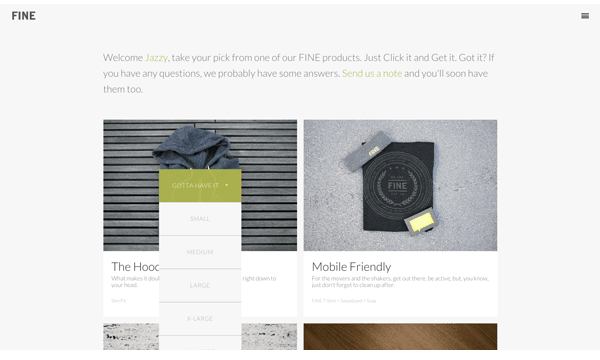 FINE
Welcome Jazzy, take your pick from one of our FINE products. Just Click it and Get it. Got it? If
you have any questions, we probably have some answers. Send us a note and you'll soon have
them too.
GOTTA HAVE IT
SMALL
MEDIUM
LARGE
X-LARGE
The Hood
What makes it doub
right down to
your head.
FINE
FINE
Mobile Friendly
For the movers and the shakers, get out there, be active, but, you know,
just don't forget to clean up after.
FINE T-Shirt + Sweatband + Soap